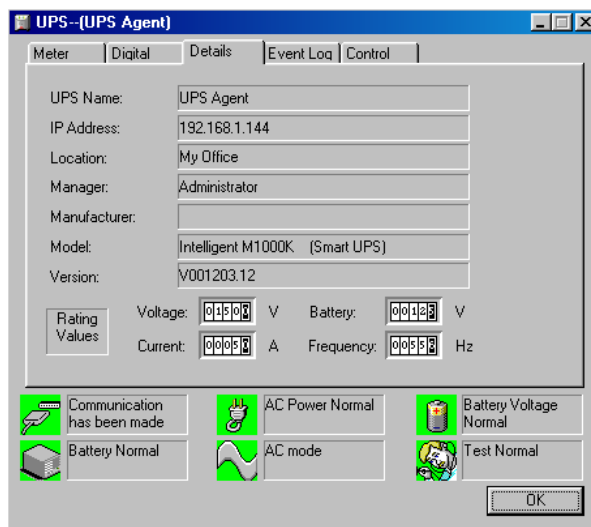 UPS--(UPS Agent)
Meter Digital Details Event Log Control
UPS Name: UPS Agent
IP Address: 192.168.1.144
Location: My Office
Manager: Administrator
Manufacturer:
Model: Intelligent M1000K (Smart UPS)
Version: V001203.12
Rating Values
Voltage: V Battery: V
Current: A Frequency: Hz
Communication has been made
AC Power Normal
Battery Voltage Normal
Battery Normal
AC mode
Test Normal
OK